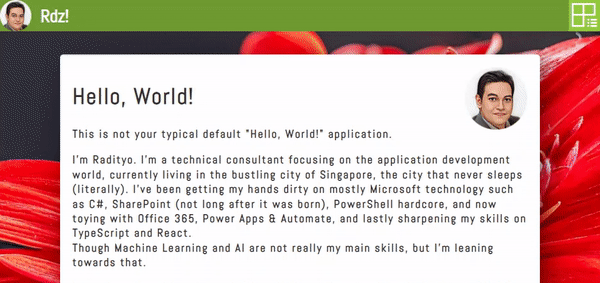 Rdz!
Hello, World!
This is not your typical default "Hello, World!" application.
I'm Radityo. I'm a technical consultant focusing on the application development
world, currently living in the bustling city of Singapore, the city that never sleeps
(literally). I've been getting my hands dirty on mostly Microsoft technology such
as C#, SharePoint (not long after it was born), PowerShell hardcore, and now
toying with Office 365, Power Apps & Automate, and lastly sharpening my skills on
TypeScript and React.
Though Machine Learning and AI are not really my main skills, but I'm leaning
towards that.